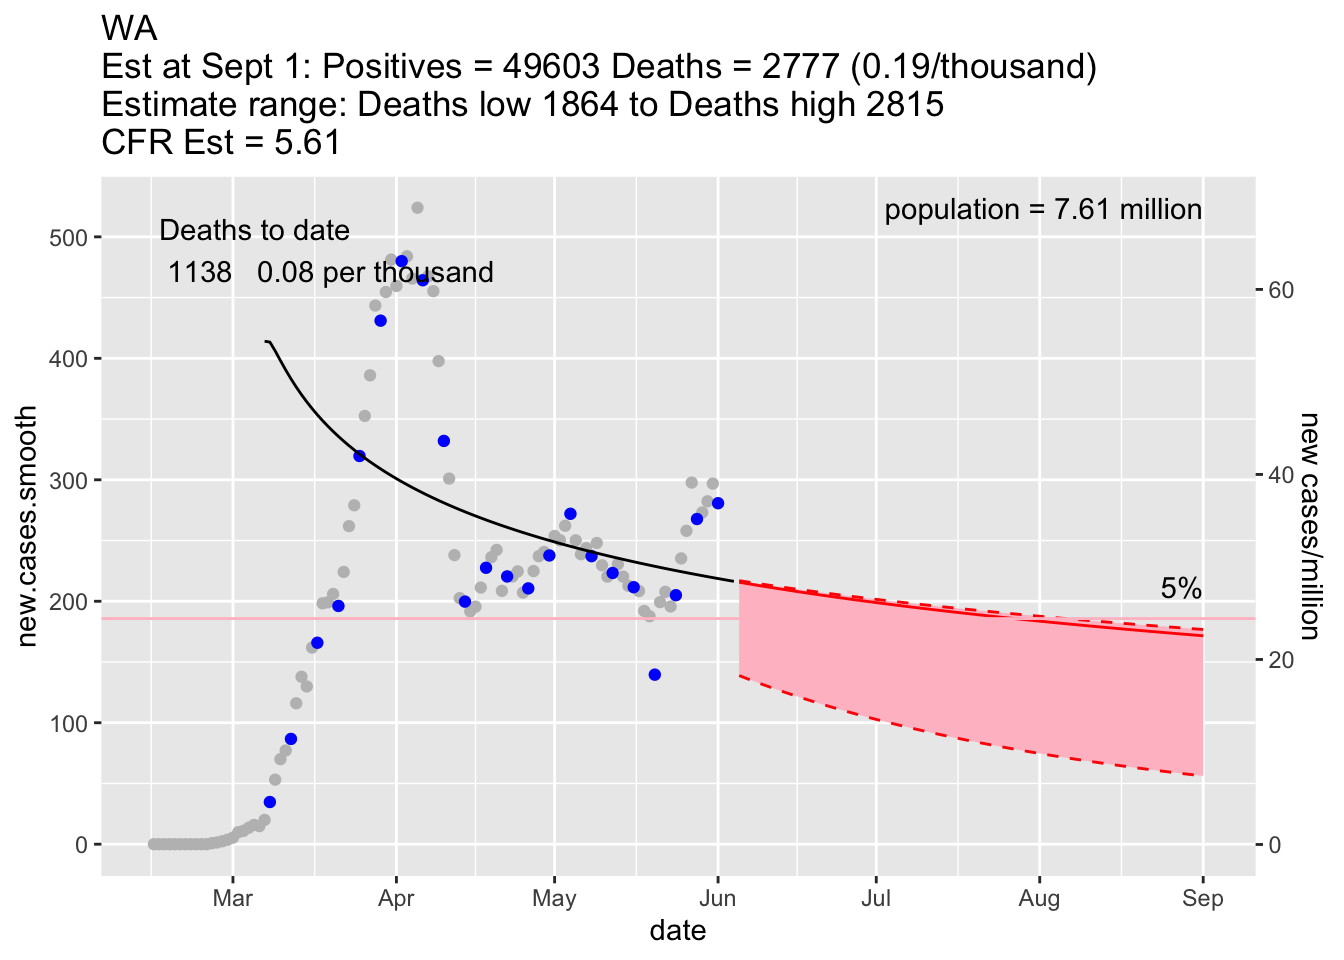 WA
Est at Sept 1: Positives = 49603 Deaths = 2777 (0.19/thousand)
Estimate range: Deaths low 1864 to Deaths high 2815
CFR Est = 5.61
population = 7.61 million
Deaths to date
1138 0.08 per thousand
5%
new.cases.smooth
500
400
300
200
100
0
60
40
20
0
new cases/million
Mar Apr May Jun Jul Aug Sep
date